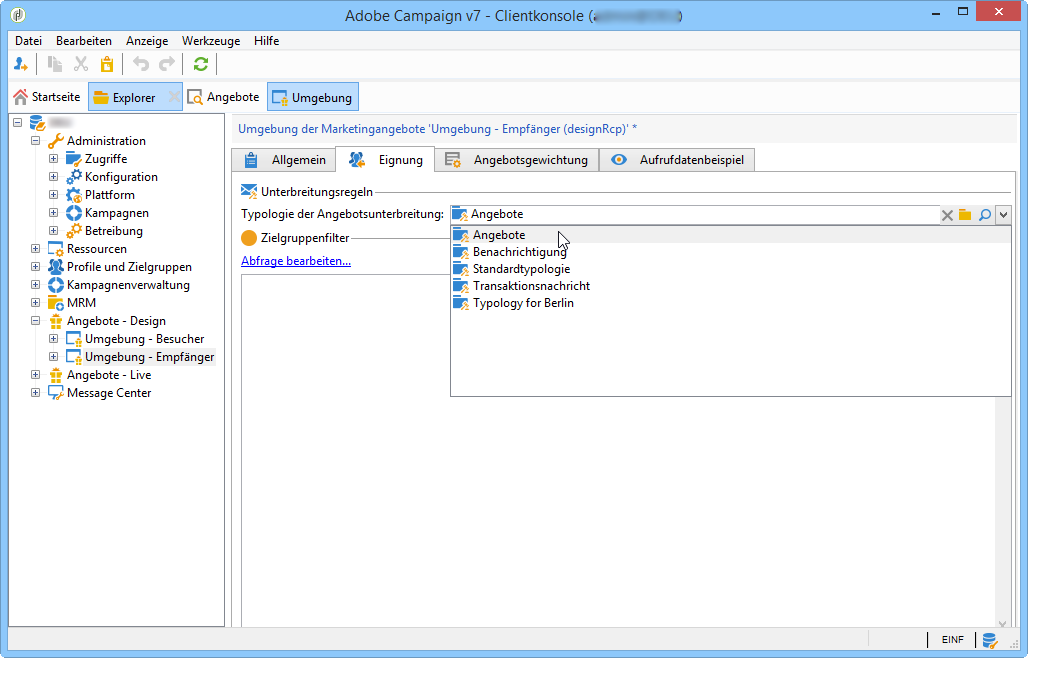 Adobe Campaign v7 - Clientkonsole (
Datei Bearbeiten Anzeige Werkzeuge Hilfe
Startseite Explorer Angebote Umgebung
Administration
Zugriffe
Konfiguration
Plattform
Kampagnen
Betreibung
Ressourcen
Profile und Zielgruppen
Kampagnenverwaltung
MRM
Angebote - Design
Umgebung - Besucher
Umgebung - Empfänger
Angebote - Live
Message Center
Umgebung der Marketingangebote 'Umgebung - Empfänger (designRcp)' *
Allgemein Eignung Angebotsgewichtung Aufrufdatenbeispiel
Unterbreitungsregeln
Typologie der Angebotsunterbreitung: Angebote
Angebote
Benachrichtigung
Standardtypologie
Transaktionsnachricht
Typology for Berlin
Zielgruppenfilter
Abfrage bearbeiten...
EINF